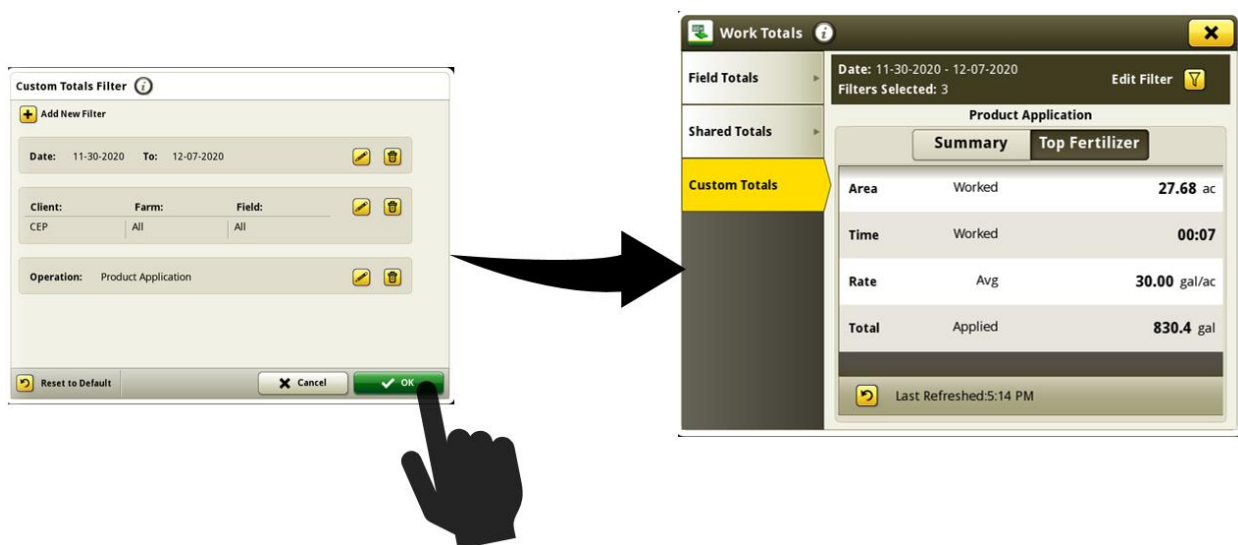 Custom Totals Filter i
Add New Filter
Date: 11-30-2020 To: 12-07-2020
Client: Farm: Field:
CEP All All
Operation: Product Application
Reset to Default Cancel OK
Work Totals i
Field Totals
Shared Totals
Custom Totals
Date: 11-30-2020 - 12-07-2020
Filters Selected: 3
Edit Filter
Product Application
Summary Top Fertilizer
Area Worked 27.68 ac
Time Worked 00:07
Rate Avg 30.00 gal/ac
Total Applied 830.4 gal
Last Refreshed:5:14 PM